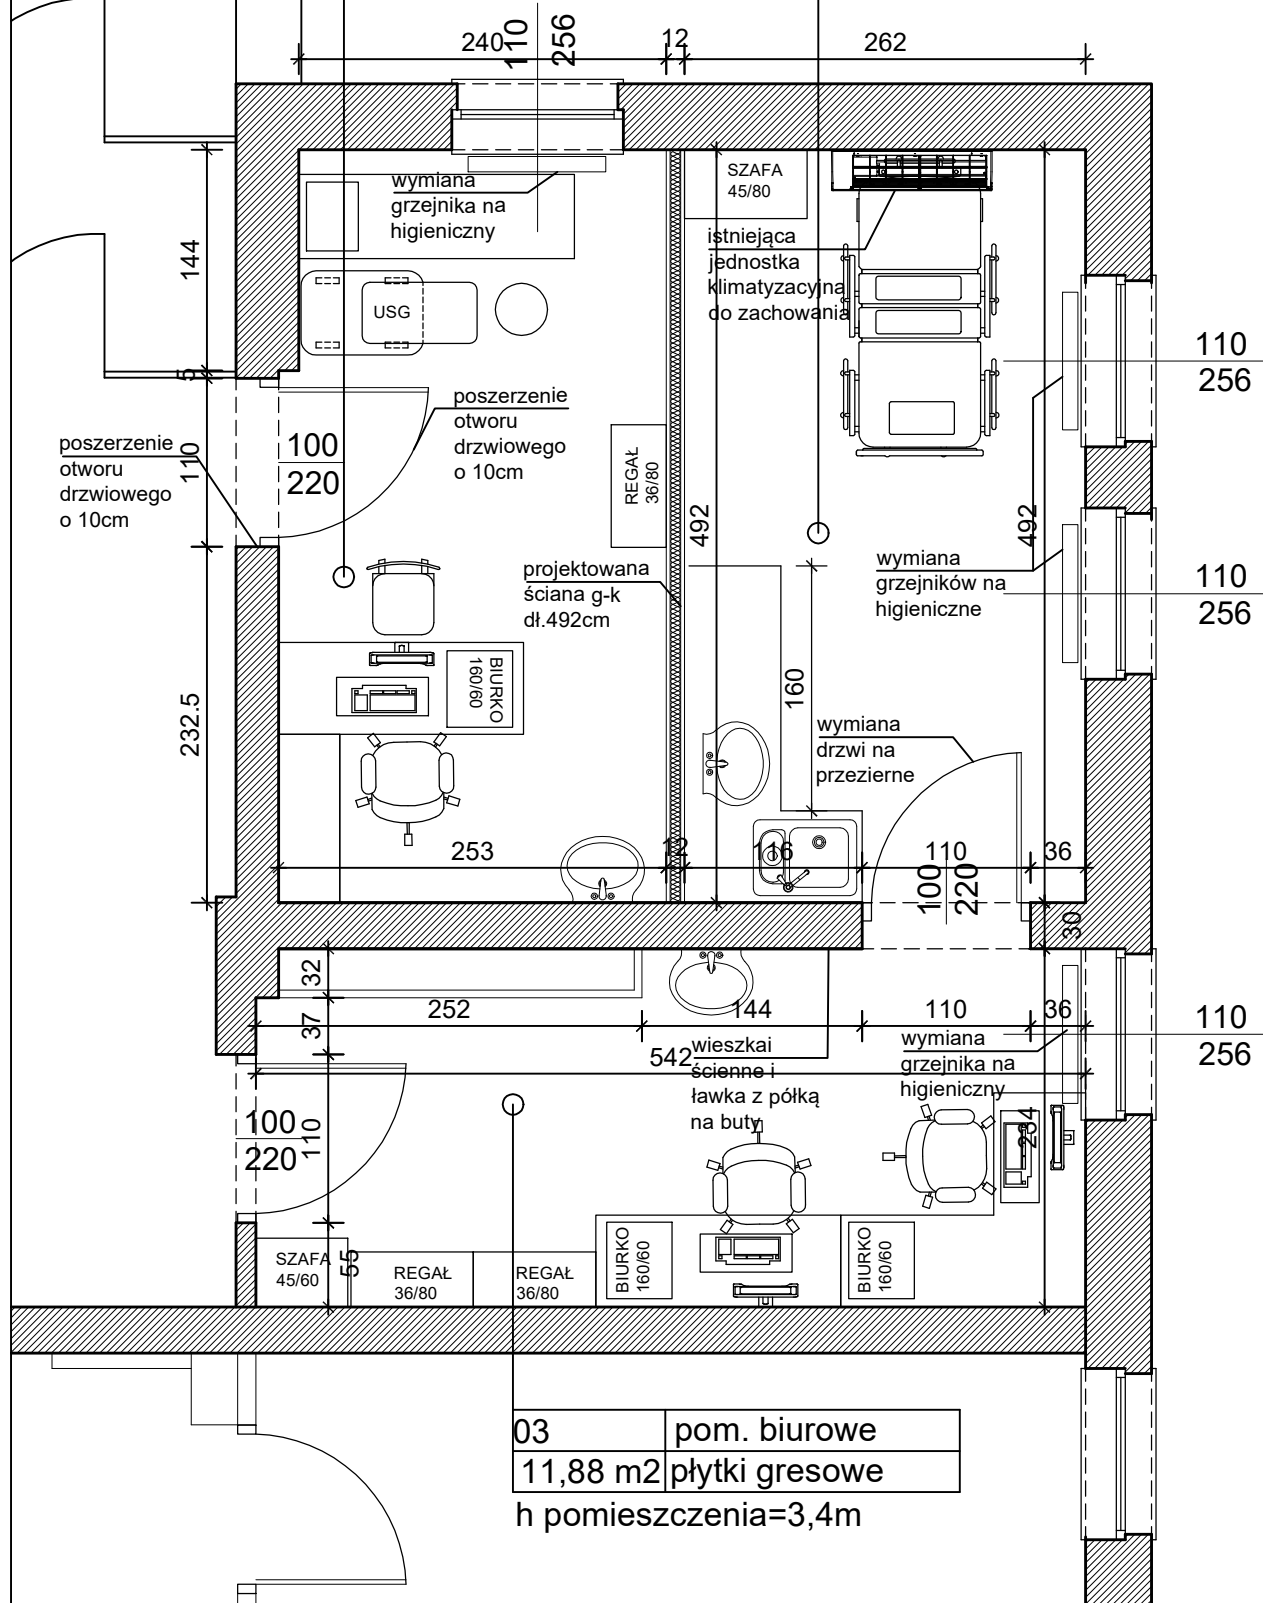 240
110
256
12
262
wymiana
grzejnika na
higieniczny
SZAFA
45/80
istniejąca
jednostka
klimatyzacyjna
do zachowania
144
USG
5
110
256
poszerzenie
otworu
drzwiowego
o 10cm
poszerzenie
otworu
drzwiowego
o 10cm
110
100
220
REGAŁ
36/80
492
492
projektowana
ściana g-k
dł.492cm
wymiana
grzejników na
higieniczne
110
256
BIURKO
160/60
232.5
160
wymiana
drzwi na
przezierne
253
12
116
110
36
100
220
30
32
252
144
110
36
37
542
wieszkai
ścienne i
ławka z półką
na buty
wymiana
grzejnika na
higieniczny
110
256
100
220
110
234
SZAFA
45/60
55
REGAŁ
36/80
REGAŁ
36/80
BIURKO
160/60
BIURKO
160/60
03 pom. biurowe
11,88 m2 płytki gresowe
h pomieszczenia=3,4m